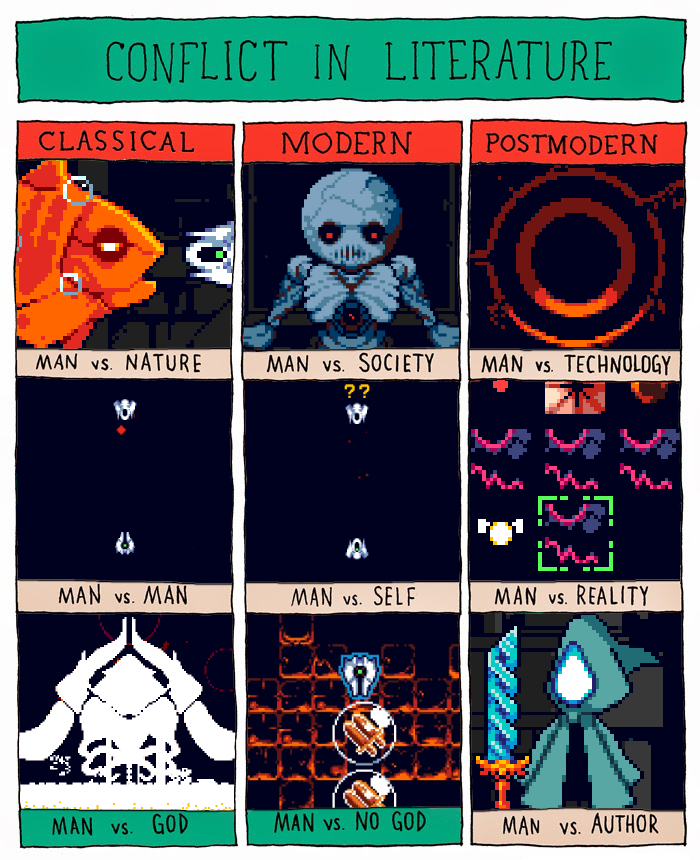 CONFLICT IN LITERATURE
CLASSICAL
MODERN
POSTMODERN
MAN vs. NATURE
MAN vs. SOCIETY
MAN vs. TECHNOLOGY
??
MAN vs. MAN
MAN vs. SELF
MAN vs. REALITY
MAN vs. GOD
MAN vs. NO GOD
MAN vs. AUTHOR